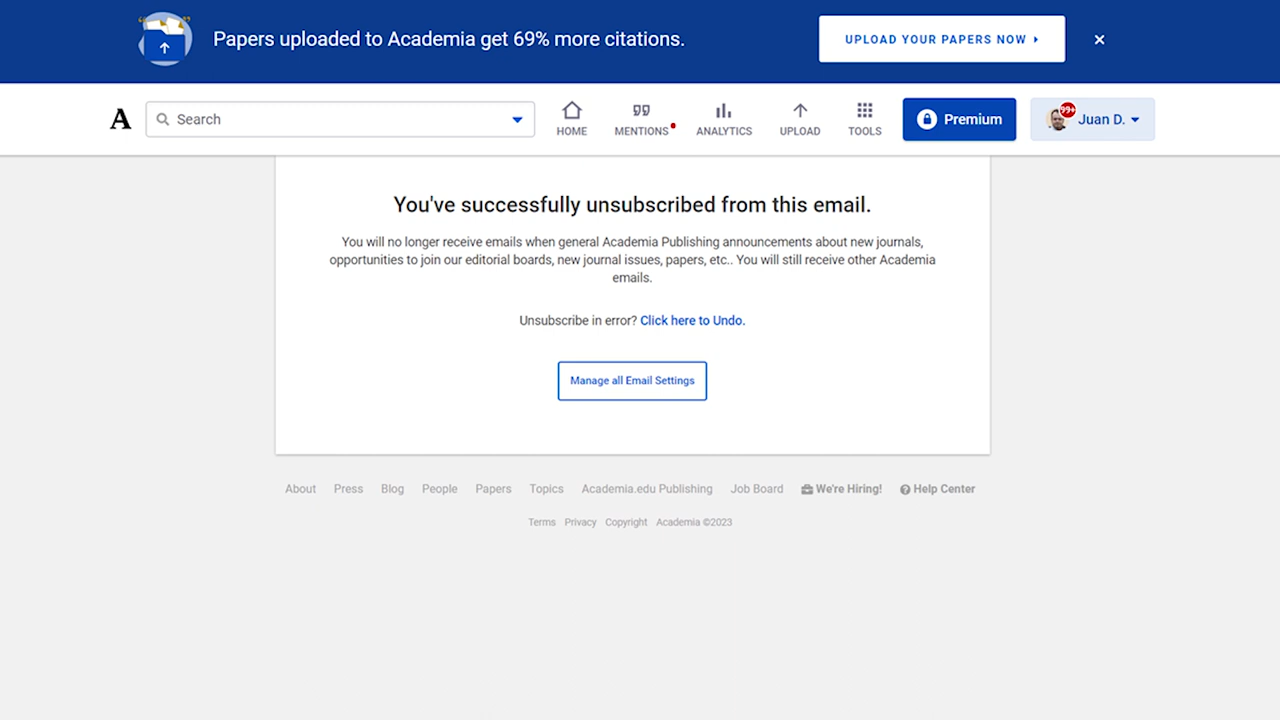 Papers uploaded to Academia get 69% more citations.
UPLOAD YOUR PAPERS NOW
A
Search
HOME
MENTIONS
ANALYTICS
UPLOAD
TOOLS
Premium
99+
Juan D.
You've successfully unsubscribed from this email.
You will no longer receive emails when general Academia Publishing announcements about new journals,
opportunities to join our editorial boards, new journal issues, papers, etc.. You will still receive other Academia
emails.
Unsubscribe in error? Click here to Undo.
Manage all Email Settings
About Press Blog People Papers Topics Academia.edu Publishing Job Board We're Hiring! Help Center
Terms Privacy Copyright Academia ©2023